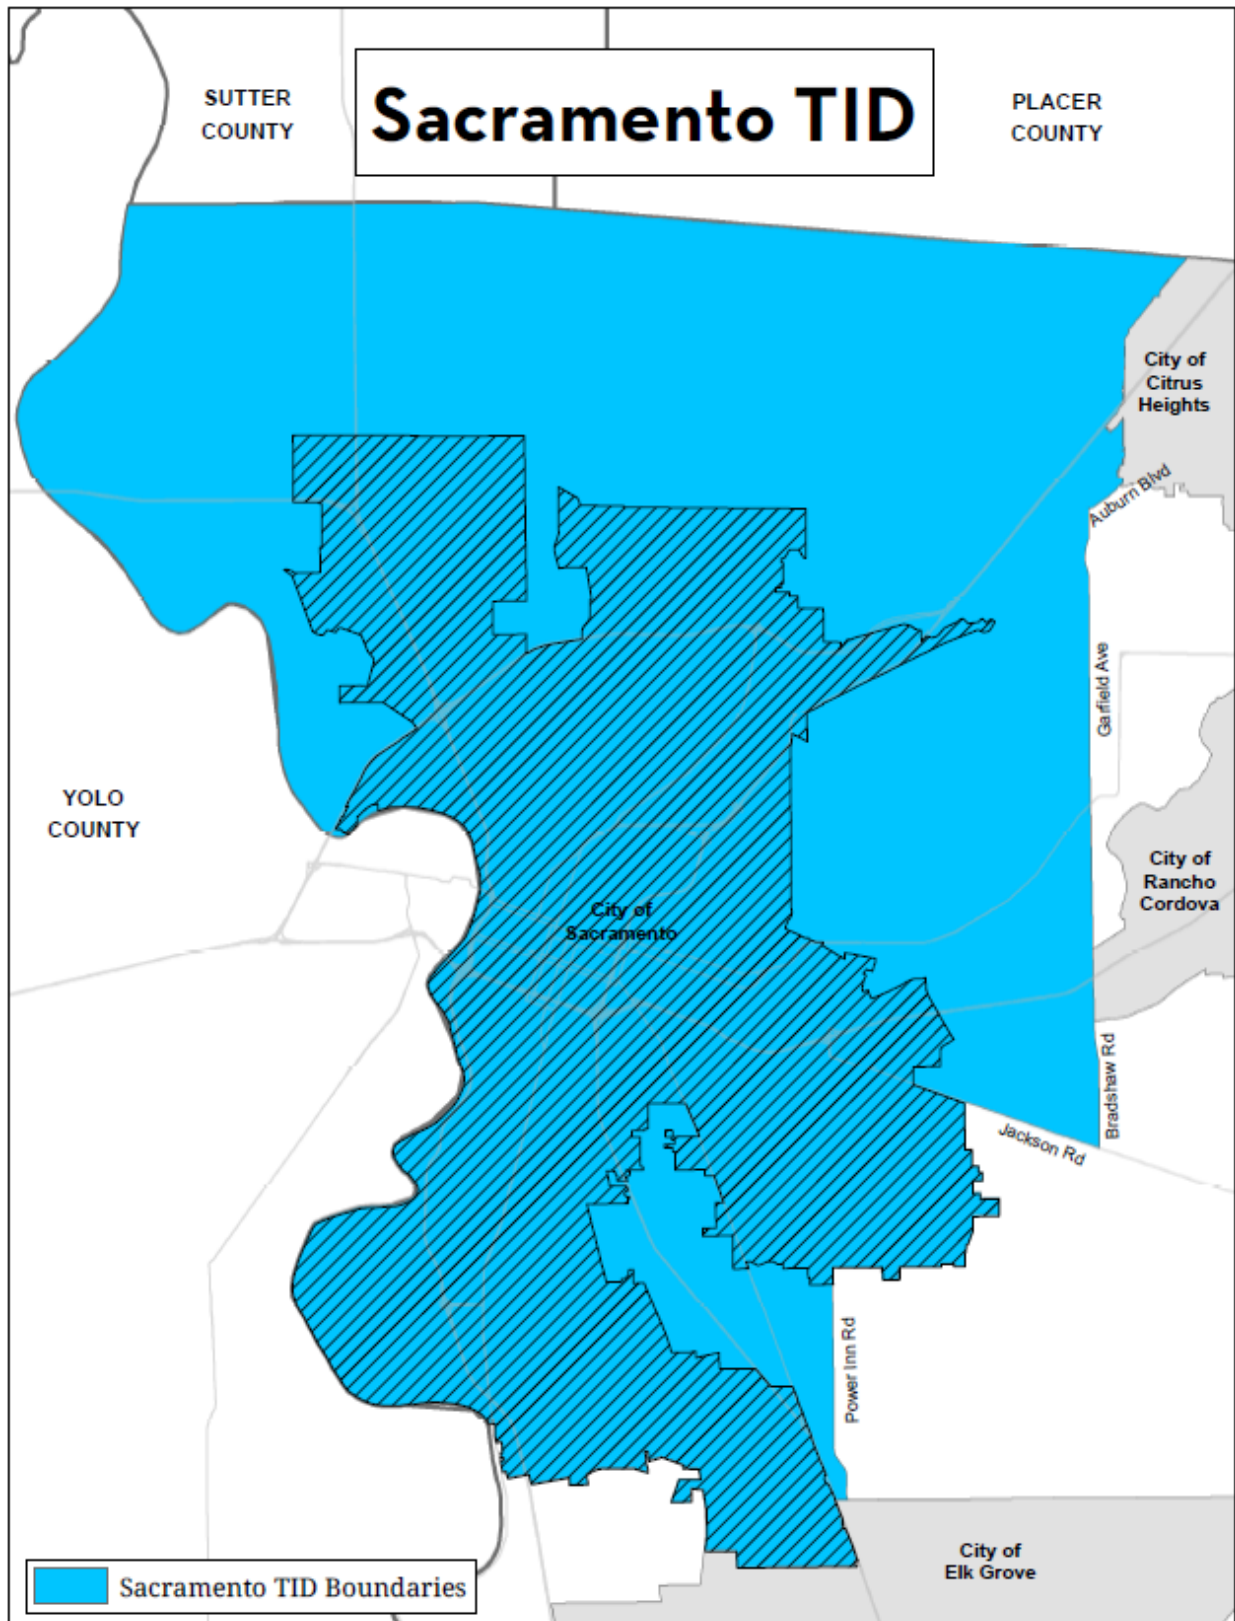 Sacramento TID
SUTTER
COUNTY
PLACER
COUNTY
City of
Citrus
Heights
Auburn Blvd
Garfield Ave
YOLO
COUNTY
City of
Rancho
Cordova
City of
Sacramento
Bradshaw Rd
Jackson Rd
Power Inn Rd
City of
Elk Grove
Sacramento TID Boundaries